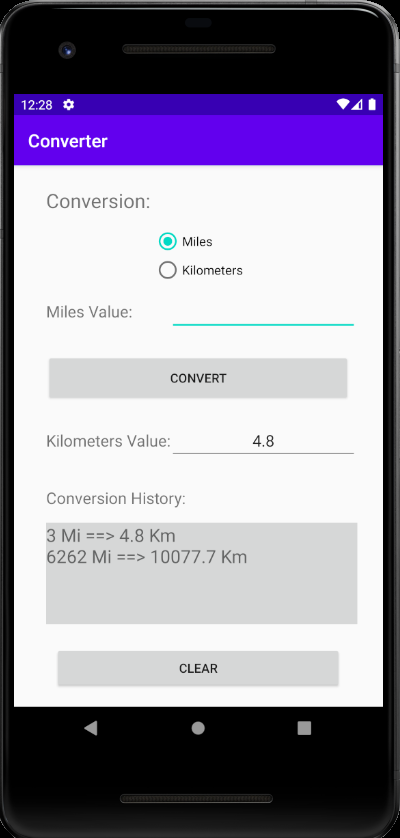 12:28
Converter
Conversion:
Miles
Kilometers
Miles Value:
CONVERT
Kilometers Value: 4.8
Conversion History:
3 Mi ==> 4.8 Km
6262 Mi ==> 10077.7 Km
CLEAR